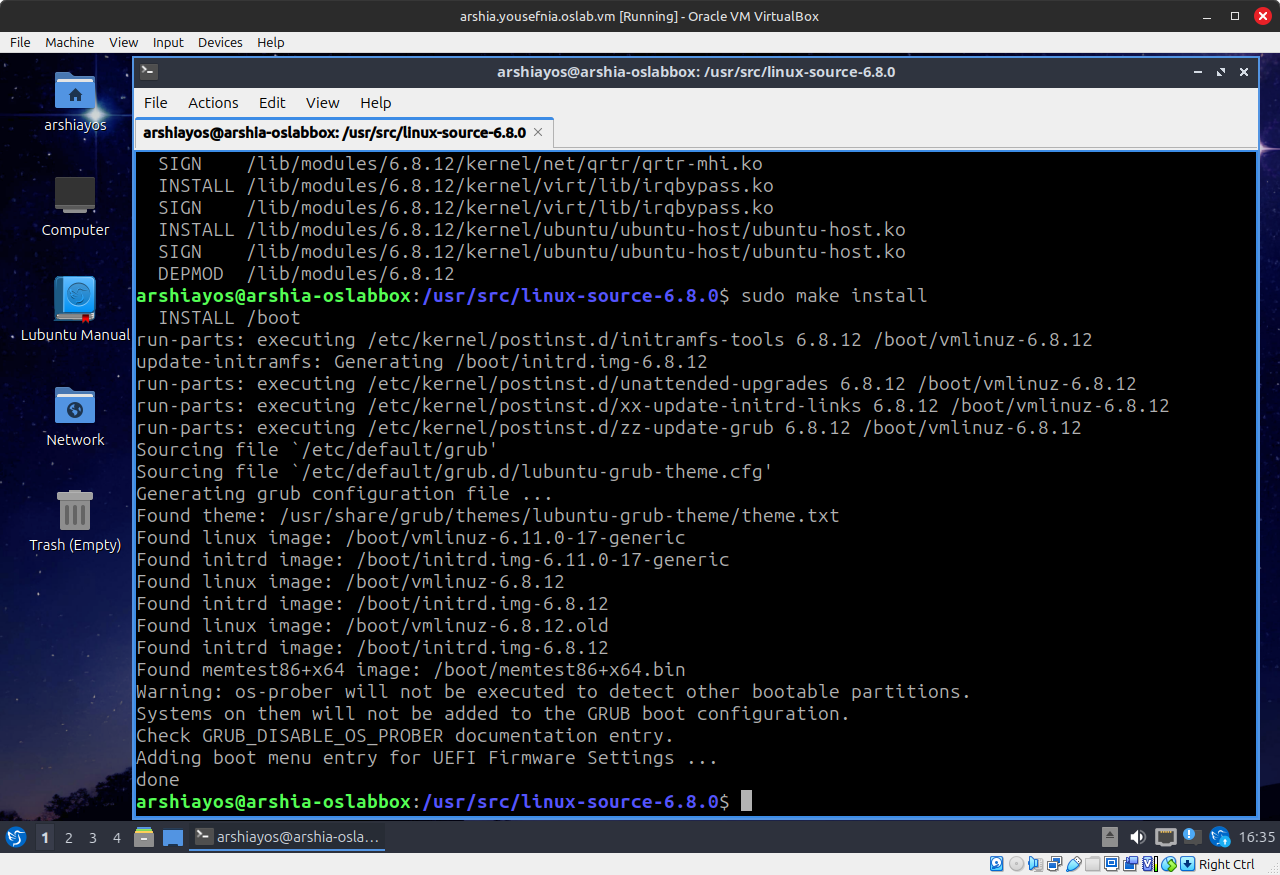 arshia.yousefnia.oslab.vm [Running] - Oracle VM VirtualBox
File Machine View Input Devices Help
arshiayos@arshia-oslabbox: /usr/src/linux-source-6.8.0
File Actions Edit View Help
arshiayos@arshia-oslabbox: /usr/src/linux-source-6.8.0
arshiayos
Computer
Lubuntu Manual
Network
Trash (Empty)
SIGN    /lib/modules/6.8.12/kernel/net/qrtr/qrtr-mhi.ko
INSTALL /lib/modules/6.8.12/kernel/virt/lib/irqbypass.ko
SIGN    /lib/modules/6.8.12/kernel/virt/lib/irqbypass.ko
INSTALL /lib/modules/6.8.12/kernel/ubuntu/ubuntu-host/ubuntu-host.ko
SIGN    /lib/modules/6.8.12/kernel/ubuntu/ubuntu-host/ubuntu-host.ko
DEPMOD  /lib/modules/6.8.12
arshiayos@arshia-oslabbox:/usr/src/linux-source-6.8.0$ sudo make install
INSTALL /boot
run-parts: executing /etc/kernel/postinst.d/initramfs-tools 6.8.12 /boot/vmlinuz-6.8.12
update-initramfs: Generating /boot/initrd.img-6.8.12
run-parts: executing /etc/kernel/postinst.d/unattended-upgrades 6.8.12 /boot/vmlinuz-6.8.12
run-parts: executing /etc/kernel/postinst.d/xx-update-initrd-links 6.8.12 /boot/vmlinuz-6.8.12
run-parts: executing /etc/kernel/postinst.d/zz-update-grub 6.8.12 /boot/vmlinuz-6.8.12
Sourcing file `/etc/default/grub'
Sourcing file `/etc/default/grub.d/lubuntu-grub-theme.cfg'
Generating grub configuration file ...
Found theme: /usr/share/grub/themes/lubuntu-grub-theme/theme.txt
Found linux image: /boot/vmlinuz-6.11.0-17-generic
Found initrd image: /boot/initrd.img-6.11.0-17-generic
Found linux image: /boot/vmlinuz-6.8.12
Found initrd image: /boot/initrd.img-6.8.12
Found linux image: /boot/vmlinuz-6.8.12.old
Found initrd image: /boot/initrd.img-6.8.12
Found memtest86+x64 image: /boot/memtest86+x64.bin
Warning: os-prober will not be executed to detect other bootable partitions.
Systems on them will not be added to the GRUB boot configuration.
Check GRUB_DISABLE_OS_PROBER documentation entry.
Adding boot menu entry for UEFI Firmware Settings ...
done
arshiayos@arshia-oslabbox:/usr/src/linux-source-6.8.0$
1 2 3 4 arshiayos@arshia-osla... 16:35
Right Ctrl